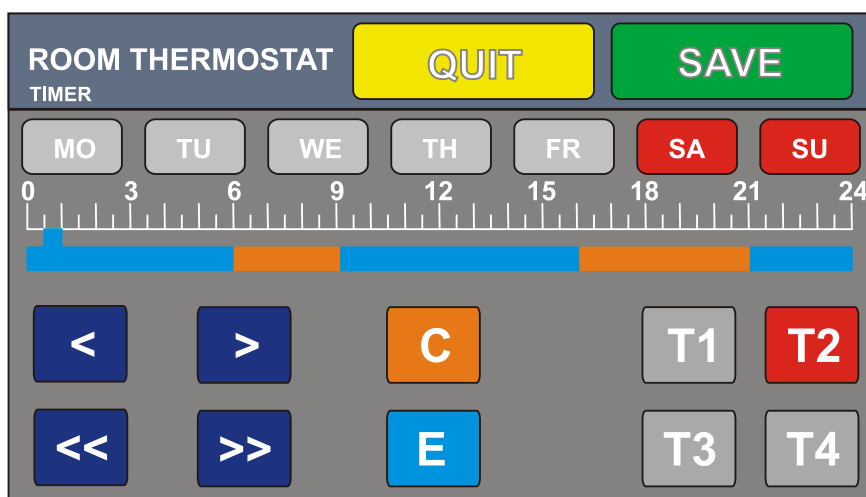 ROOM THERMOSTAT
TIMER
QUIT
SAVE
MO TU WE TH FR SA SU
0 3 6 9 12 15 18 21 24
< > C T1 T2
<< >> E T3 T4